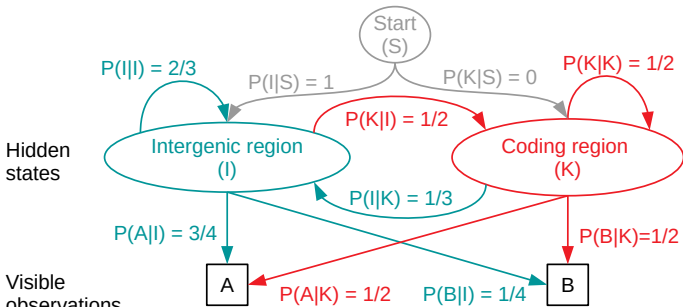 Start
(S)
P(I|I) = 2/3
P(I|S) = 1
P(K|S) = 0
P(K|K) = 1/2
P(K|I) = 1/2
Hidden
states
Intergenic region
(I)
Coding region
(K)
P(I|K) = 1/3
P(A|I) = 3/4
P(B|K)=1/2
Visible
observations
A
P(A|K) = 1/2
P(B|I) = 1/4
B